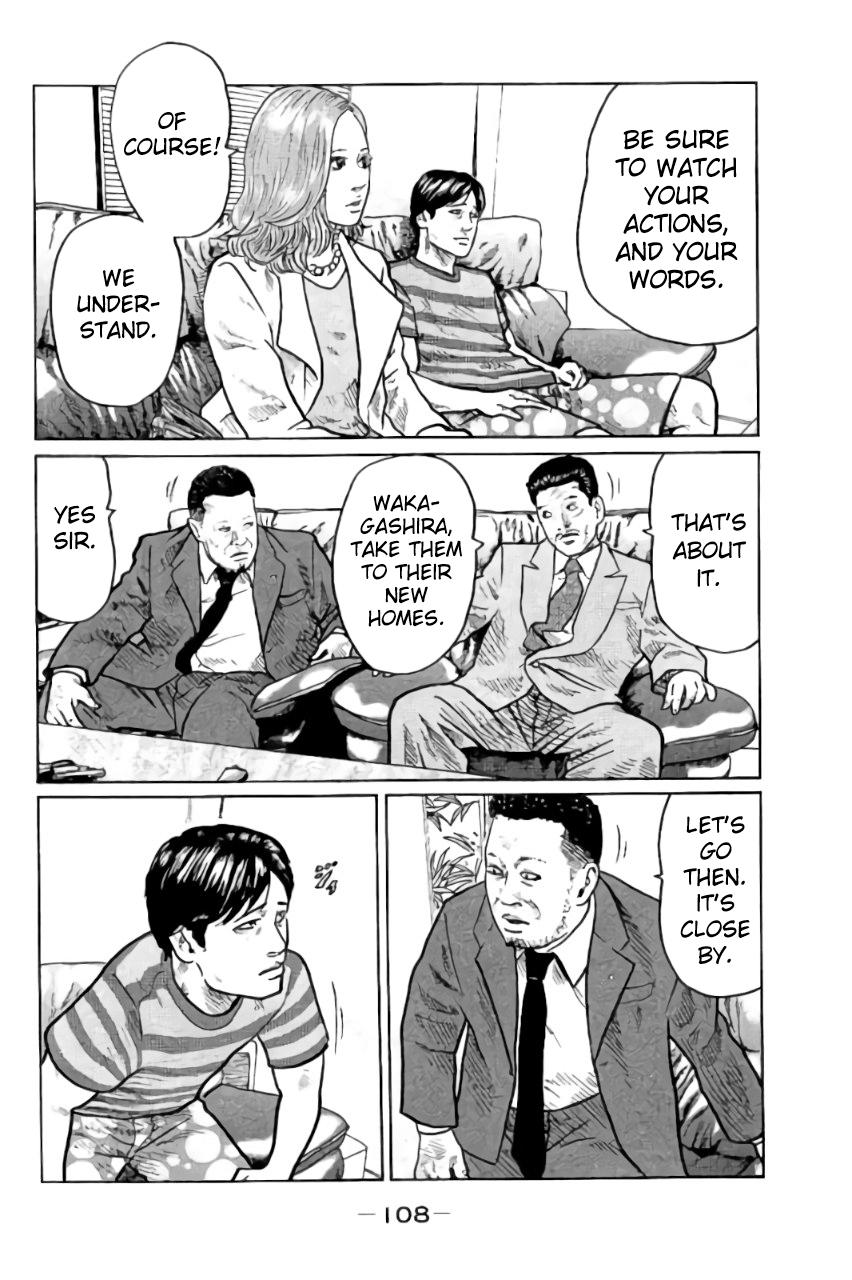 BE SURE
TO WATCH
YOUR
ACTIONS,
AND YOUR
WORDS.
OF
COURSE!
WE
UNDER-
STAND.
THAT'S
ABOUT
IT.
WAKA-
GASHIRA,
TAKE THEM
TO THEIR
NEW
HOMES.
YES
SIR.
LET'S
GO
THEN.
IT'S
CLOSE
BY.
-108-